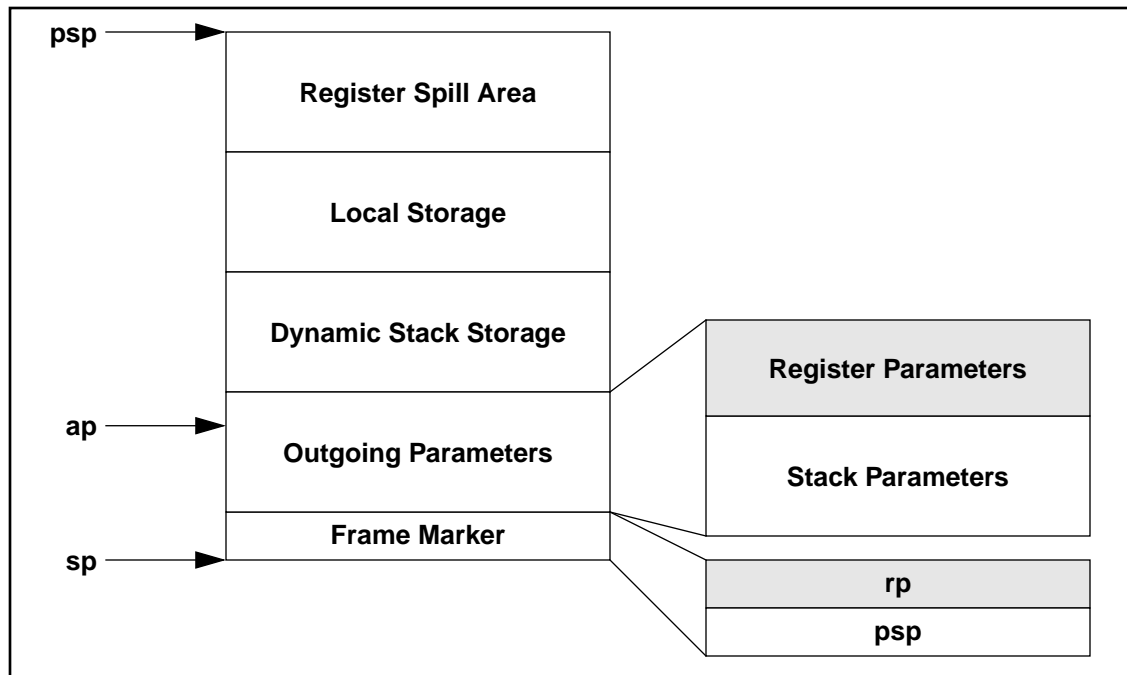 psp
Register Spill Area
Local Storage
Dynamic Stack Storage
Register Parameters
ap
Outgoing Parameters
Stack Parameters
Frame Marker
sp
rp
psp